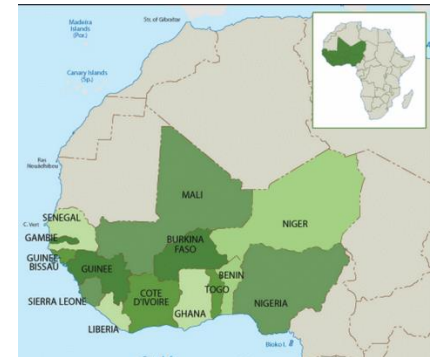 Madeira
Islands
(Por.)
Str. of Gibraltar
Canary Islands
(Sp.)
Ras
Nouadhibou
MALI
NIGER
SENEGAL
C. Vert
GAMBIE
BURKINA
FASO
GUINEE-
BISSAU
GUINEE
BENIN
TOGO
COTE
D'IVOIRE
NIGERIA
SIERRA LEONE
GHANA
LIBERIA
Bioko I.